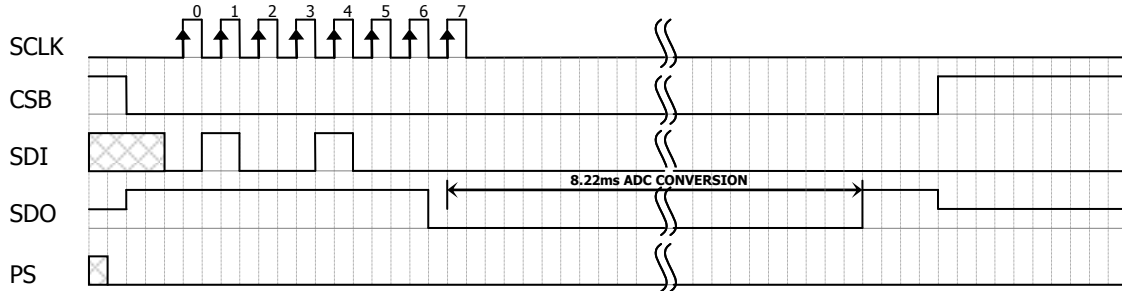 0 1 2 3 4 5 6 7
SCLK
CSB
SDI
8.22ms ADC CONVERSION
SDO
PS